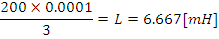 200 × 0.0001
3
= L = 6.667[mH]